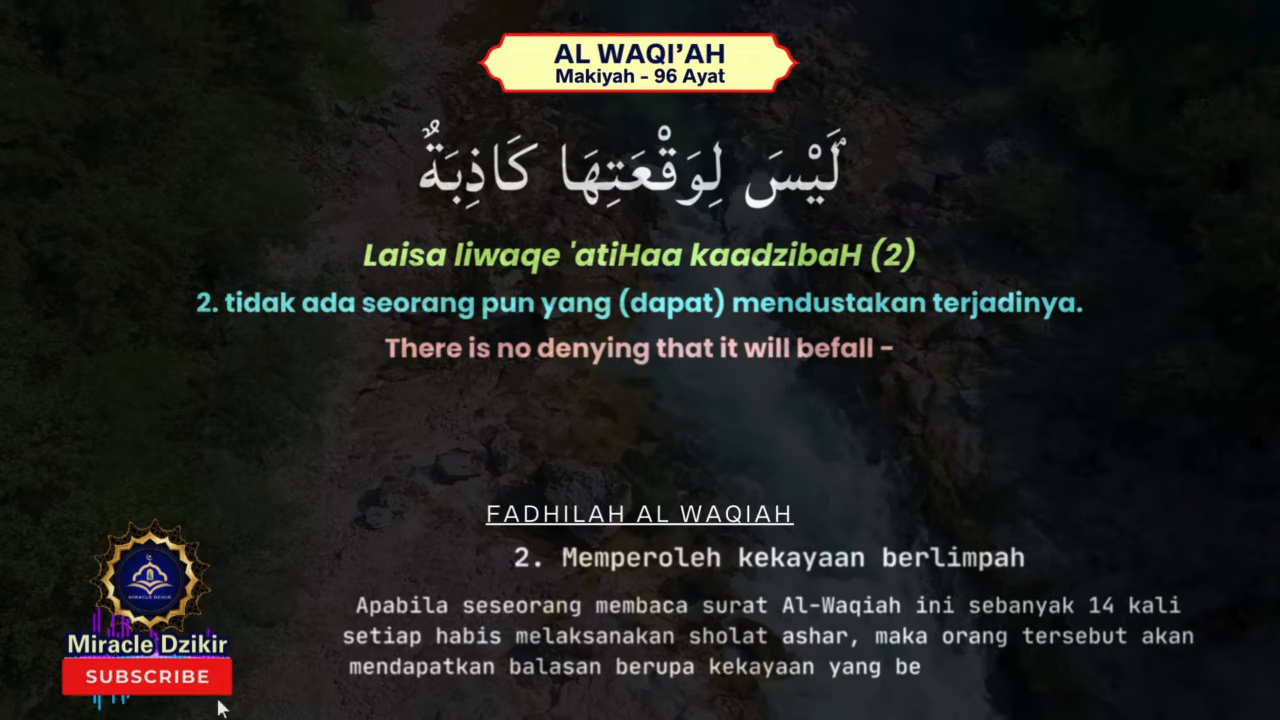 AL WAQI’AH
Makiyah - 96 Ayat
لَيْسَ لِوَقْعَتِهَا كَاذِبَةٌ
Laisa liwaqe 'atiHaa kaadzibaH (2)
2. tidak ada seorang pun yang (dapat) mendustakan terjadinya.
There is no denying that it will befall -
FADHILAH AL WAQIAH
2. Memperoleh kekayaan berlimpah
Apabila seseorang membaca surat Al-Waqiah ini sebanyak 14 kali
setiap habis melaksanakan sholat ashar, maka orang tersebut akan
mendapatkan balasan berupa kekayaan yang be
MIRACLE DZIKIR
Miracle Dzikir
SUBSCRIBE